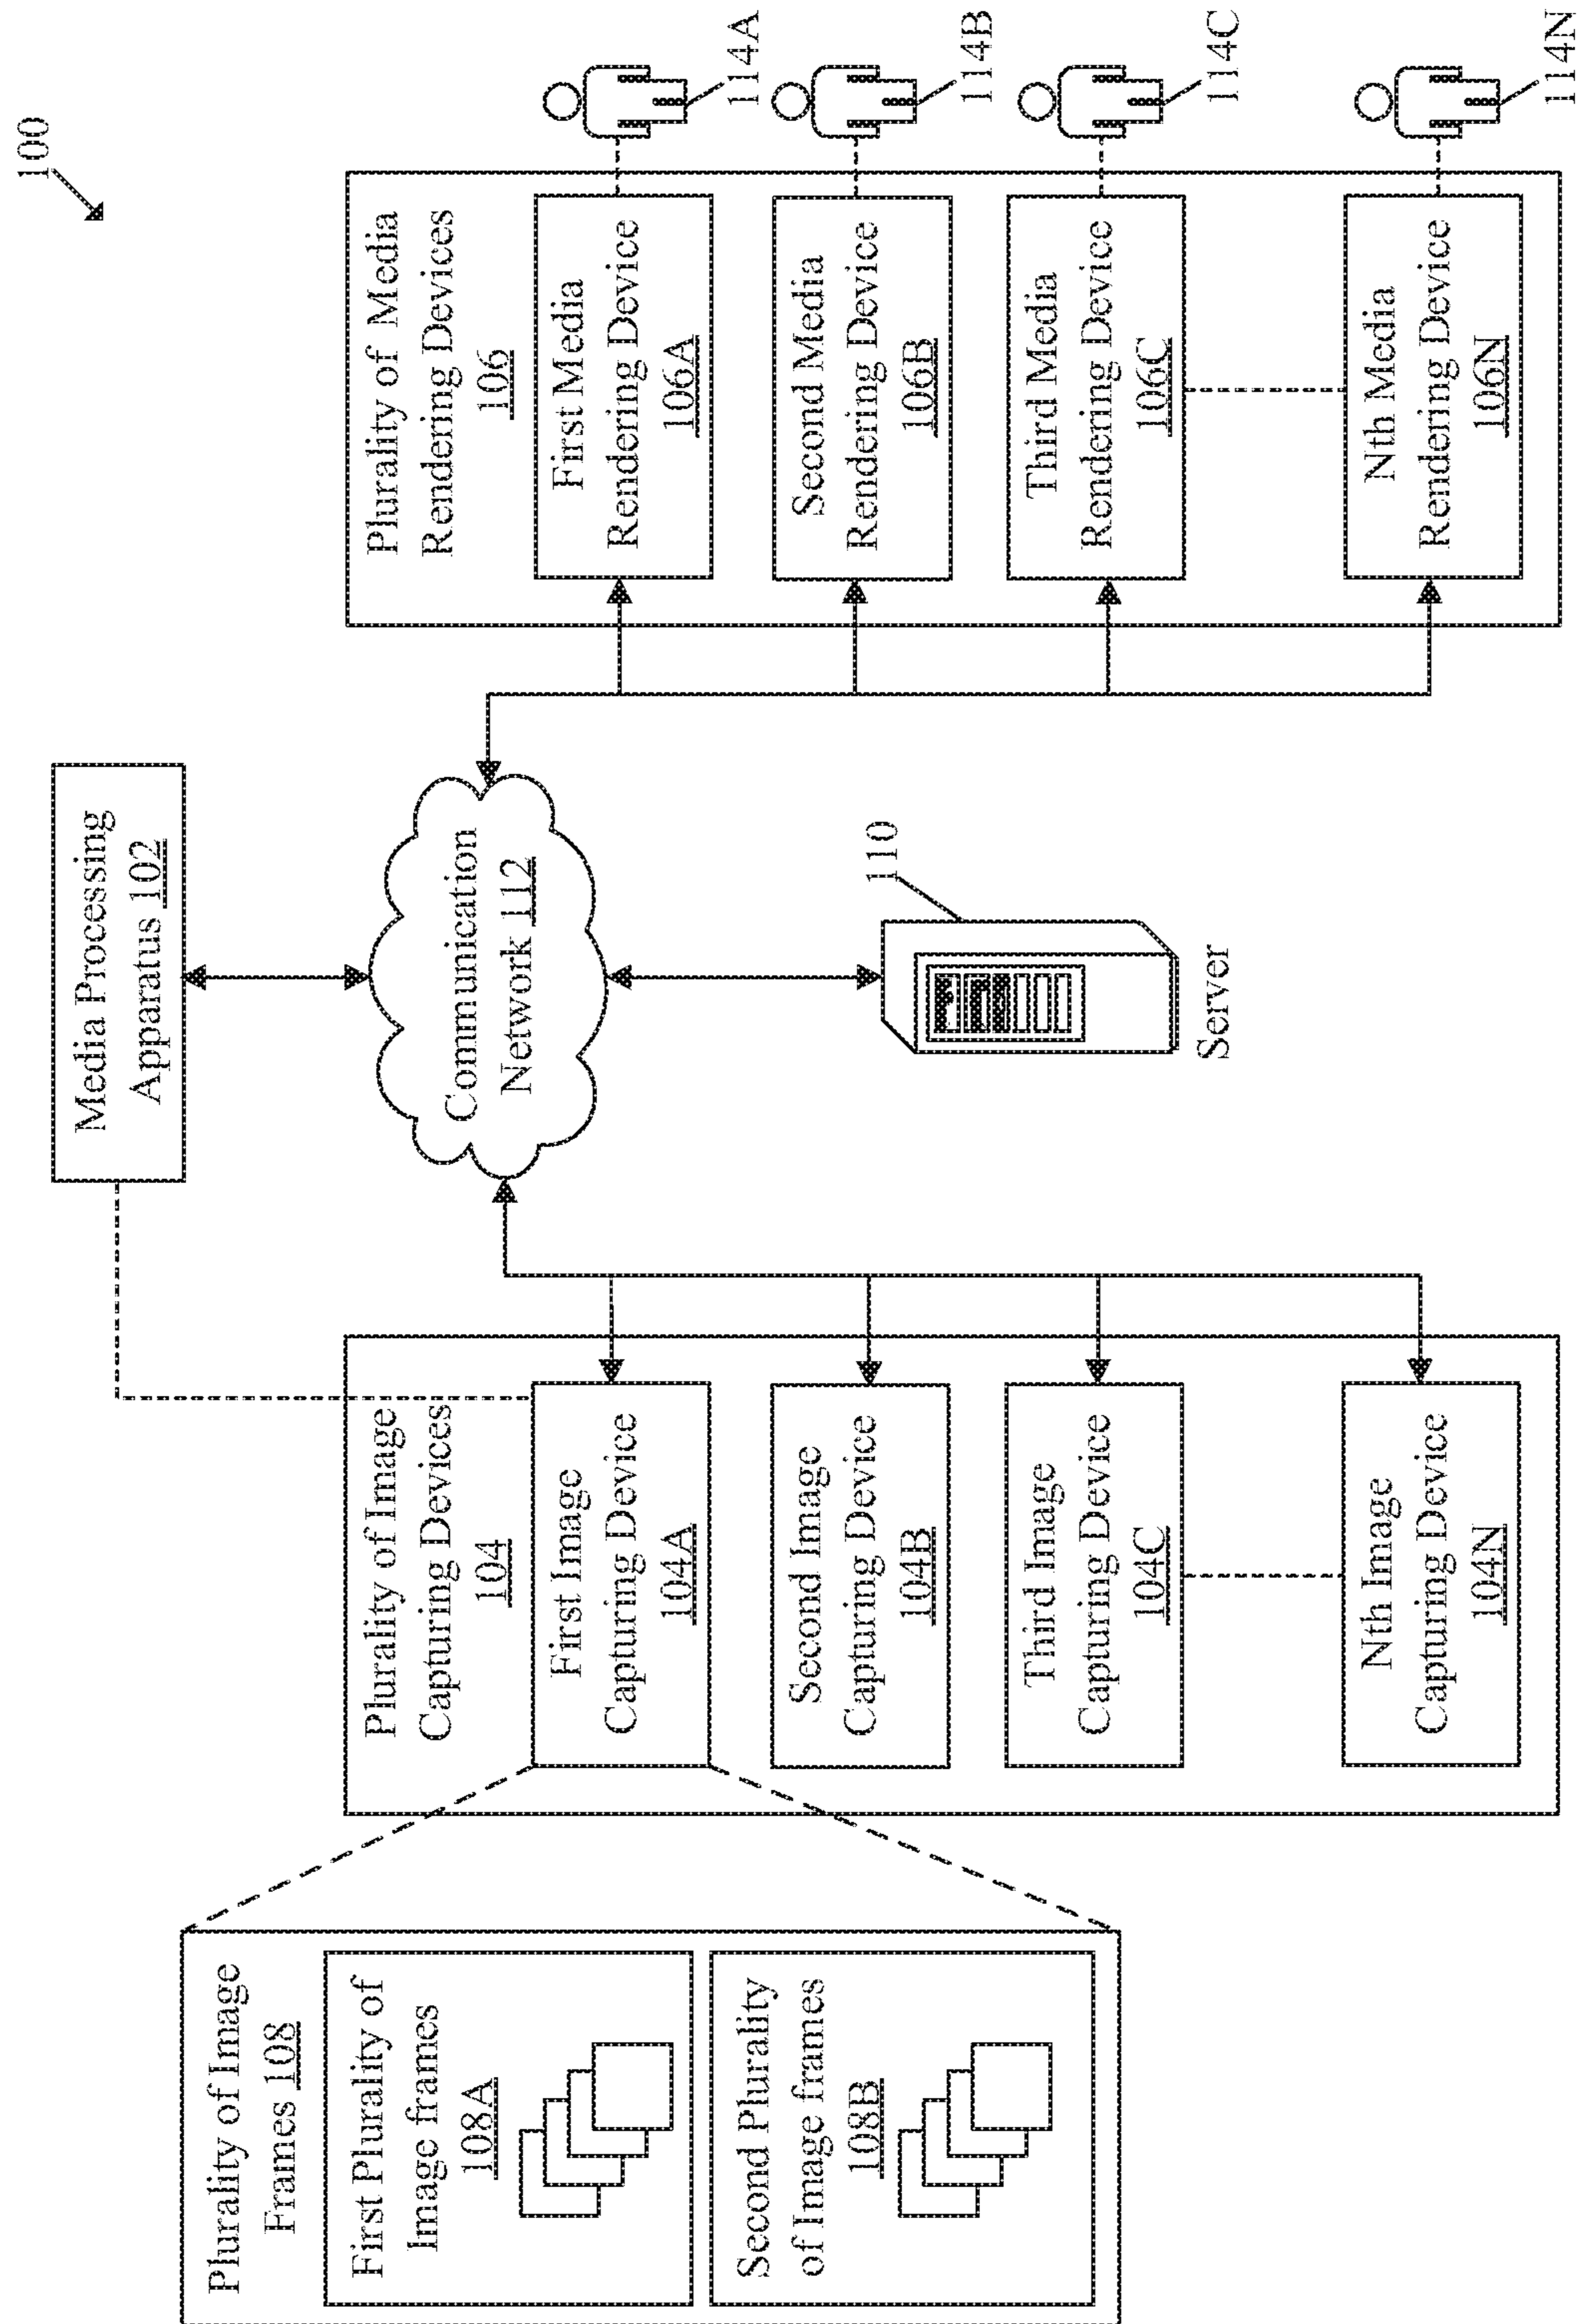 100
Media Processing
Apparatus 102
Plurality of Image
Frames 108
First Plurality of
Image frames
108A
Second Plurality
of Image frames
108B
Plurality of Image
Capturing Devices
104
First Image
Capturing Device
104A
Second Image
Capturing Device
104B
Third Image
Capturing Device
104C
Nth Image
Capturing Device
104N
Communication
Network 112
110
Server
Plurality of Media
Rendering Devices
106
First Media
Rendering Device
106A
Second Media
Rendering Device
106B
Third Media
Rendering Device
106C
Nth Media
Rendering Device
106N
114A
114B
114C
114N